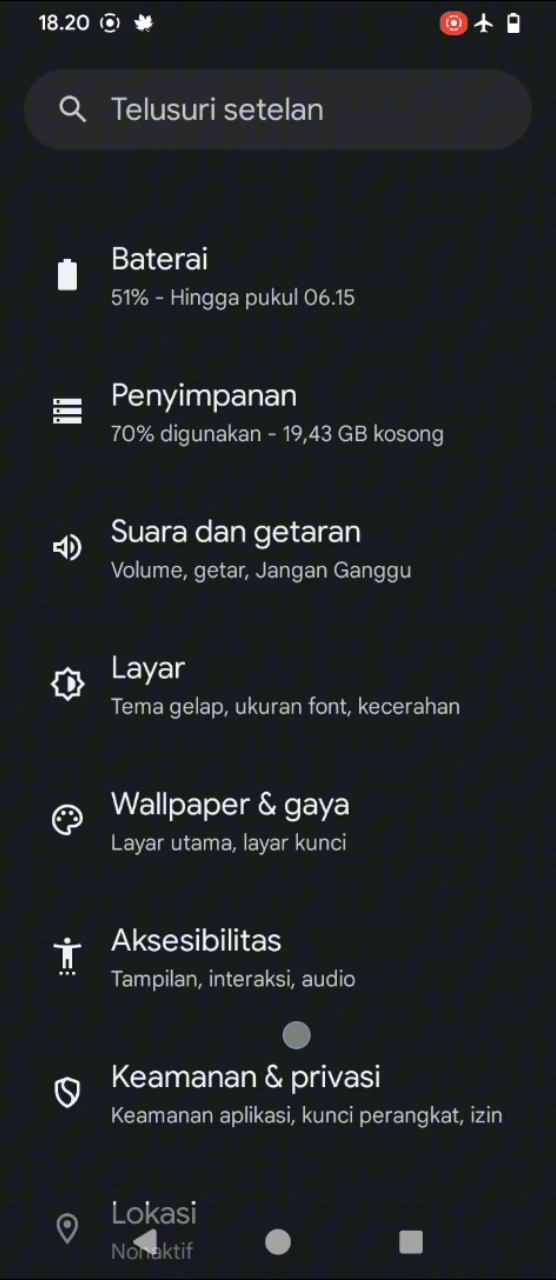 18.20
Telusuri setelan
Baterai
51% - Hingga pukul 06.15
Penyimpanan
70% digunakan - 19,43 GB kosong
Suara dan getaran
Volume, getar, Jangan Ganggu
Layar
Tema gelap, ukuran font, kecerahan
Wallpaper & gaya
Layar utama, layar kunci
Aksesibilitas
Tampilan, interaksi, audio
Keamanan & privasi
Keamanan aplikasi, kunci perangkat, izin
Lokasi
Nonaktif